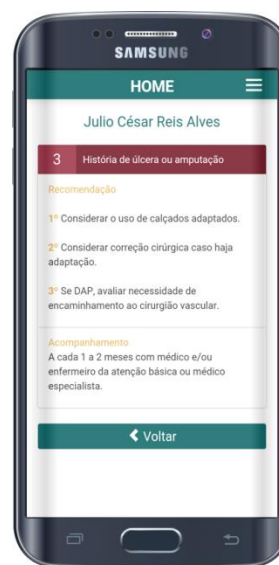 SAMSUNG
HOME
Julio César Reis Alves
3 História de úlcera ou amputação
Recomendação
1º Considerar o uso de calçados adaptados.
2º Considerar correção cirúrgica caso haja
adaptação.
3º Se DAP, avaliar necessidade de
encaminhamento ao cirurgião vascular.
Acompanhamento
A cada 1 a 2 meses com médico e/ou
enfermeiro da atenção básica ou médico
especialista.
Voltar